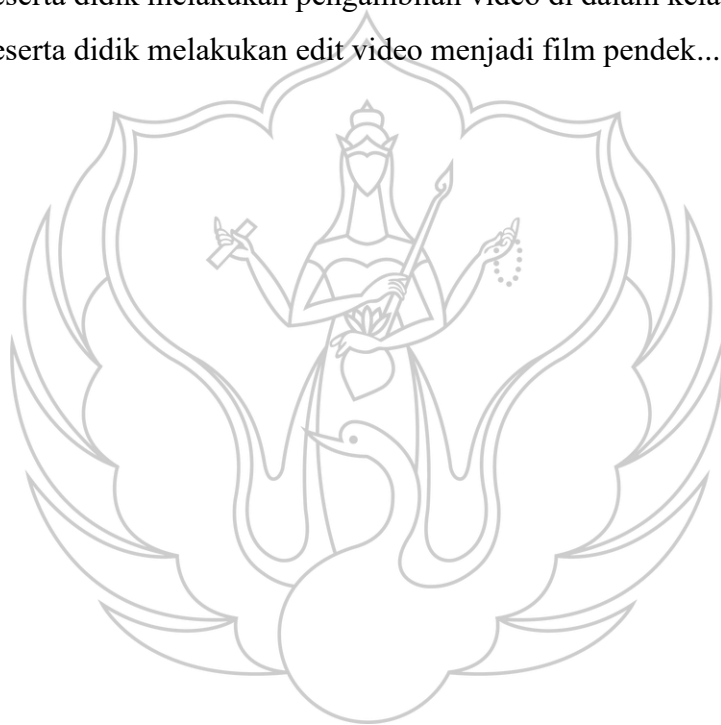 eserta didik melakukan pengambilan video di dalam kela
eserta didik melakukan edit video menjadi film pendek...